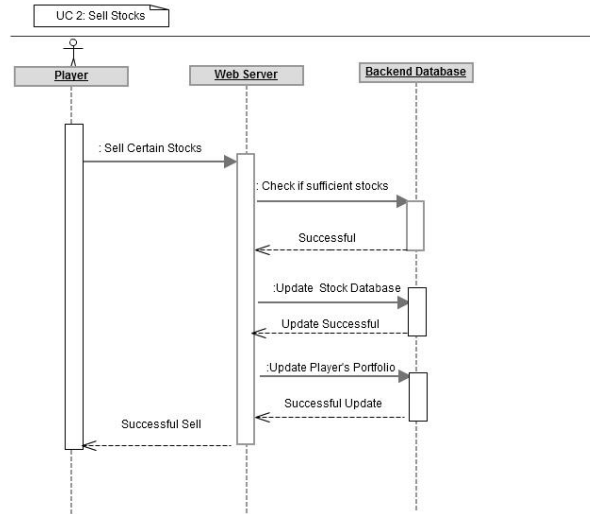 UC 2: Sell Stocks
Player
Web Server
Backend Database
: Sell Certain Stocks
: Check if sufficient stocks
Successful
:Update Stock Database
Update Successful
:Update Player's Portfolio
Successful Update
Successful Sell